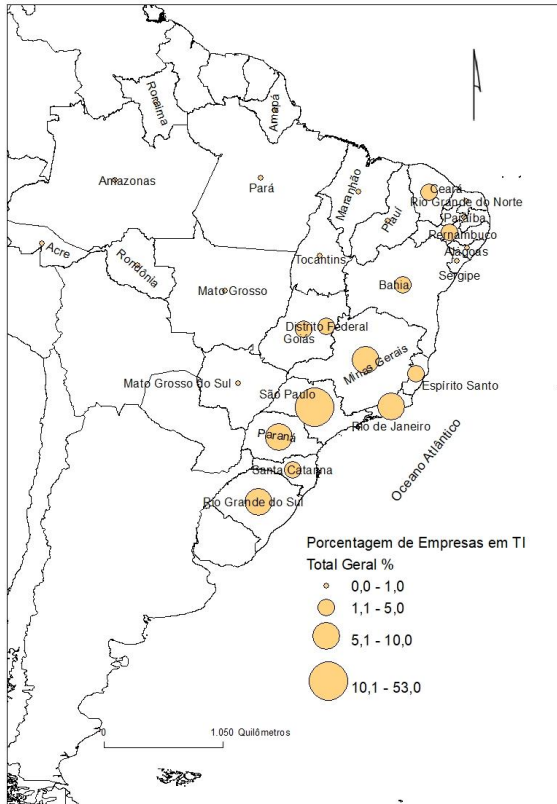 Roraima
Amapá
Amazonas
Pará
Maranhão
Ceará
Rio Grande do Norte
Piauí
Paraíba
Pernambuco
Acre
Alagoas
Rondônia
Tocantins
Sergipe
Mato Grosso
Bahia
Distrito Federal
Goias
Minas Gerais
Mato Grosso do Sul
Espírito Santo
São Paulo
Rio de Janeiro
Paraná
Oceano Atlântico
Santa Catarina
Rio Grande do Sul
Porcentagem de Empresas em TI
Total Geral %
0,0 - 1,0
1,1 - 5,0
5,1 - 10,0
10,1 - 53,0
0
1.050 Quilômetros